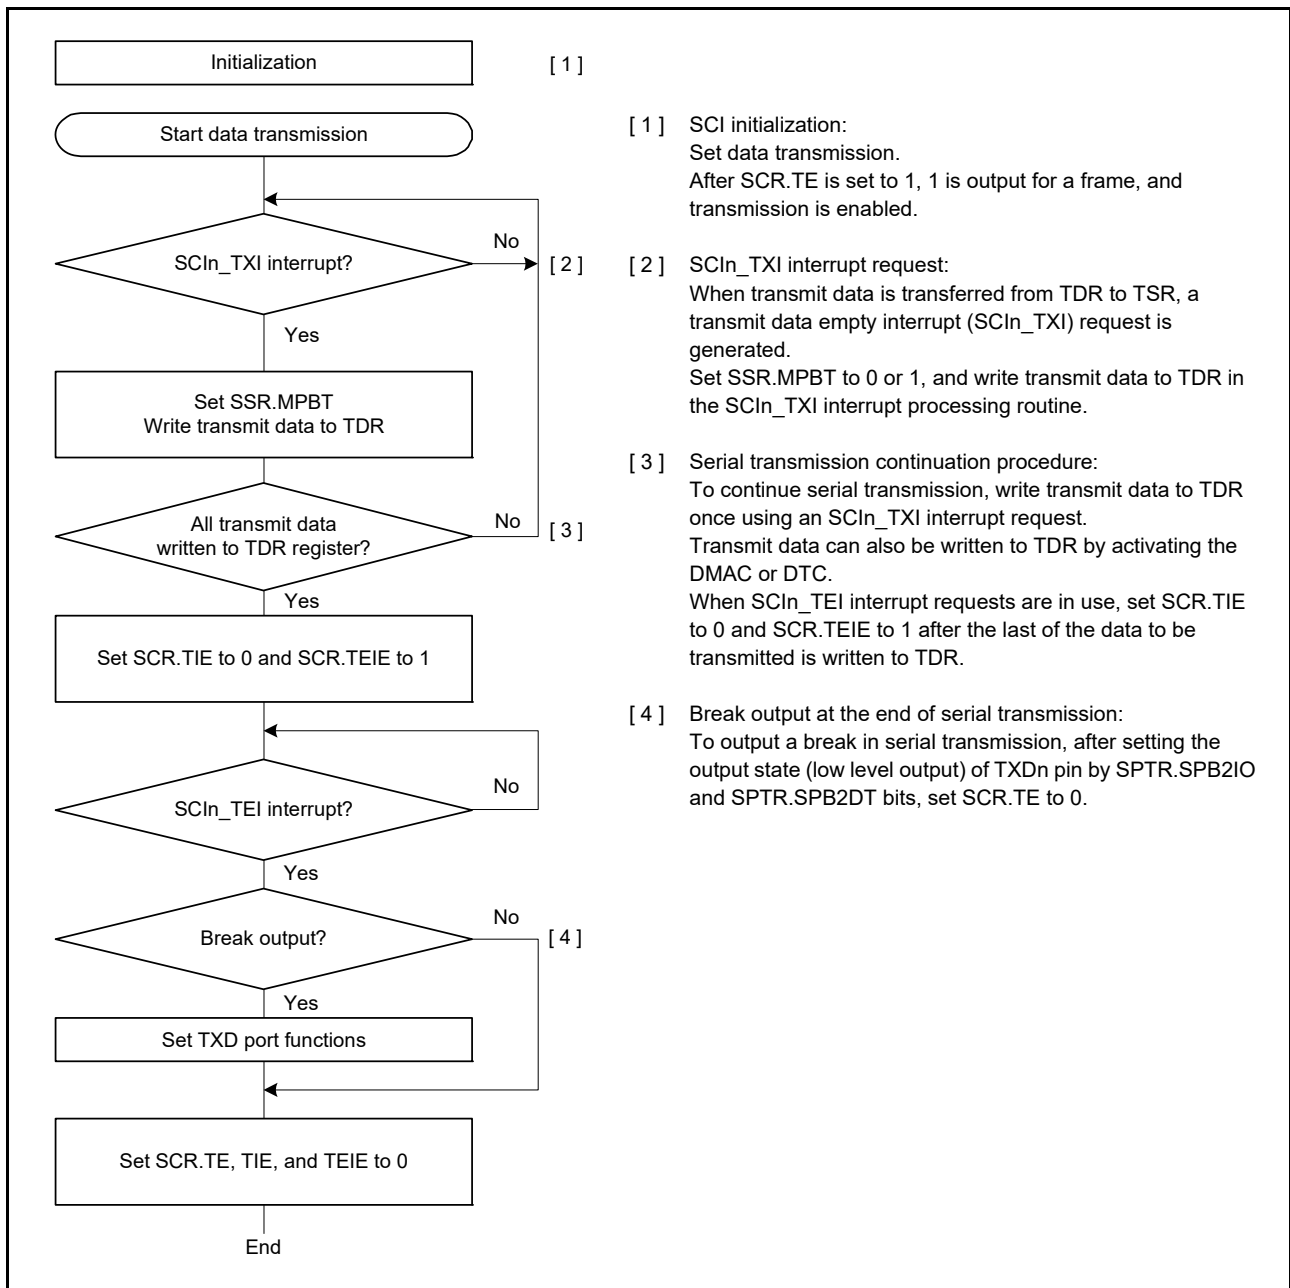 Initialization
[ 1 ]
Start data transmission
SCIn_TXI interrupt?
No
[ 2 ]
Yes
Set SSR.MPBT
Write transmit data to TDR
All transmit data
written to TDR register?
No
[ 3 ]
Yes
Set SCR.TIE to 0 and SCR.TEIE to 1
SCIn_TEI interrupt?
No
Yes
Break output?
No
[ 4 ]
Yes
Set TXD port functions
Set SCR.TE, TIE, and TEIE to 0
End
[ 1 ] SCI initialization:
Set data transmission.
After SCR.TE is set to 1, 1 is output for a frame, and
transmission is enabled.
[ 2 ] SCIn_TXI interrupt request:
When transmit data is transferred from TDR to TSR, a
transmit data empty interrupt (SCIn_TXI) request is
generated.
Set SSR.MPBT to 0 or 1, and write transmit data to TDR in
the SCIn_TXI interrupt processing routine.
[ 3 ] Serial transmission continuation procedure:
To continue serial transmission, write transmit data to TDR
once using an SCIn_TXI interrupt request.
Transmit data can also be written to TDR by activating the
DMAC or DTC.
When SCIn_TEI interrupt requests are in use, set SCR.TIE
to 0 and SCR.TEIE to 1 after the last of the data to be
transmitted is written to TDR.
[ 4 ] Break output at the end of serial transmission:
To output a break in serial transmission, after setting the
output state (low level output) of TXDn pin by SPTR.SPB2IO
and SPTR.SPB2DT bits, set SCR.TE to 0.